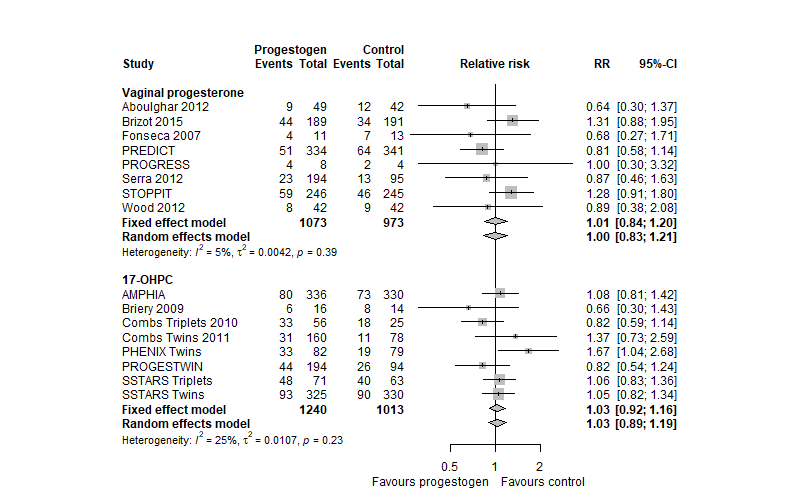 Progestogen Control
Study Events Total Events Total Relative risk RR 95%-CI
Vaginal progesterone
Aboulghar 2012 9 49 12 42 0.64 [0.30; 1.37]
Brizot 2015 44 189 34 191 1.31 [0.88; 1.95]
Fonseca 2007 4 11 7 13 0.68 [0.27; 1.71]
PREDICT 51 334 64 341 0.81 [0.58; 1.14]
PROGRESS 4 8 2 4 1.00 [0.30; 3.32]
Serra 2012 23 194 13 95 0.87 [0.46; 1.63]
STOPPIT 59 246 46 245 1.28 [0.91; 1.80]
Wood 2012 8 42 9 42 0.89 [0.38; 2.08]
Fixed effect model 1073 973 1.01 [0.84; 1.20]
Random effects model 1.00 [0.83; 1.21]
Heterogeneity: I² = 5%, τ² = 0.0042, p = 0.39
17-OHPC
AMPHIA 80 336 73 330 1.08 [0.81; 1.42]
Briery 2009 6 16 8 14 0.66 [0.30; 1.43]
Combs Triplets 2010 33 56 18 25 0.82 [0.59; 1.14]
Combs Twins 2011 31 160 11 78 1.37 [0.73; 2.59]
PHENIX Twins 33 82 19 79 1.67 [1.04; 2.68]
PROGESTWIN 44 194 26 94 0.82 [0.54; 1.24]
SSTARS Triplets 48 71 40 63 1.06 [0.83; 1.36]
SSTARS Twins 93 325 90 330 1.05 [0.82; 1.34]
Fixed effect model 1240 1013 1.03 [0.92; 1.16]
Random effects model 1.03 [0.89; 1.19]
Heterogeneity: I² = 25%, τ² = 0.0107, p = 0.23
0.5 1 2
Favours progestogen Favours control